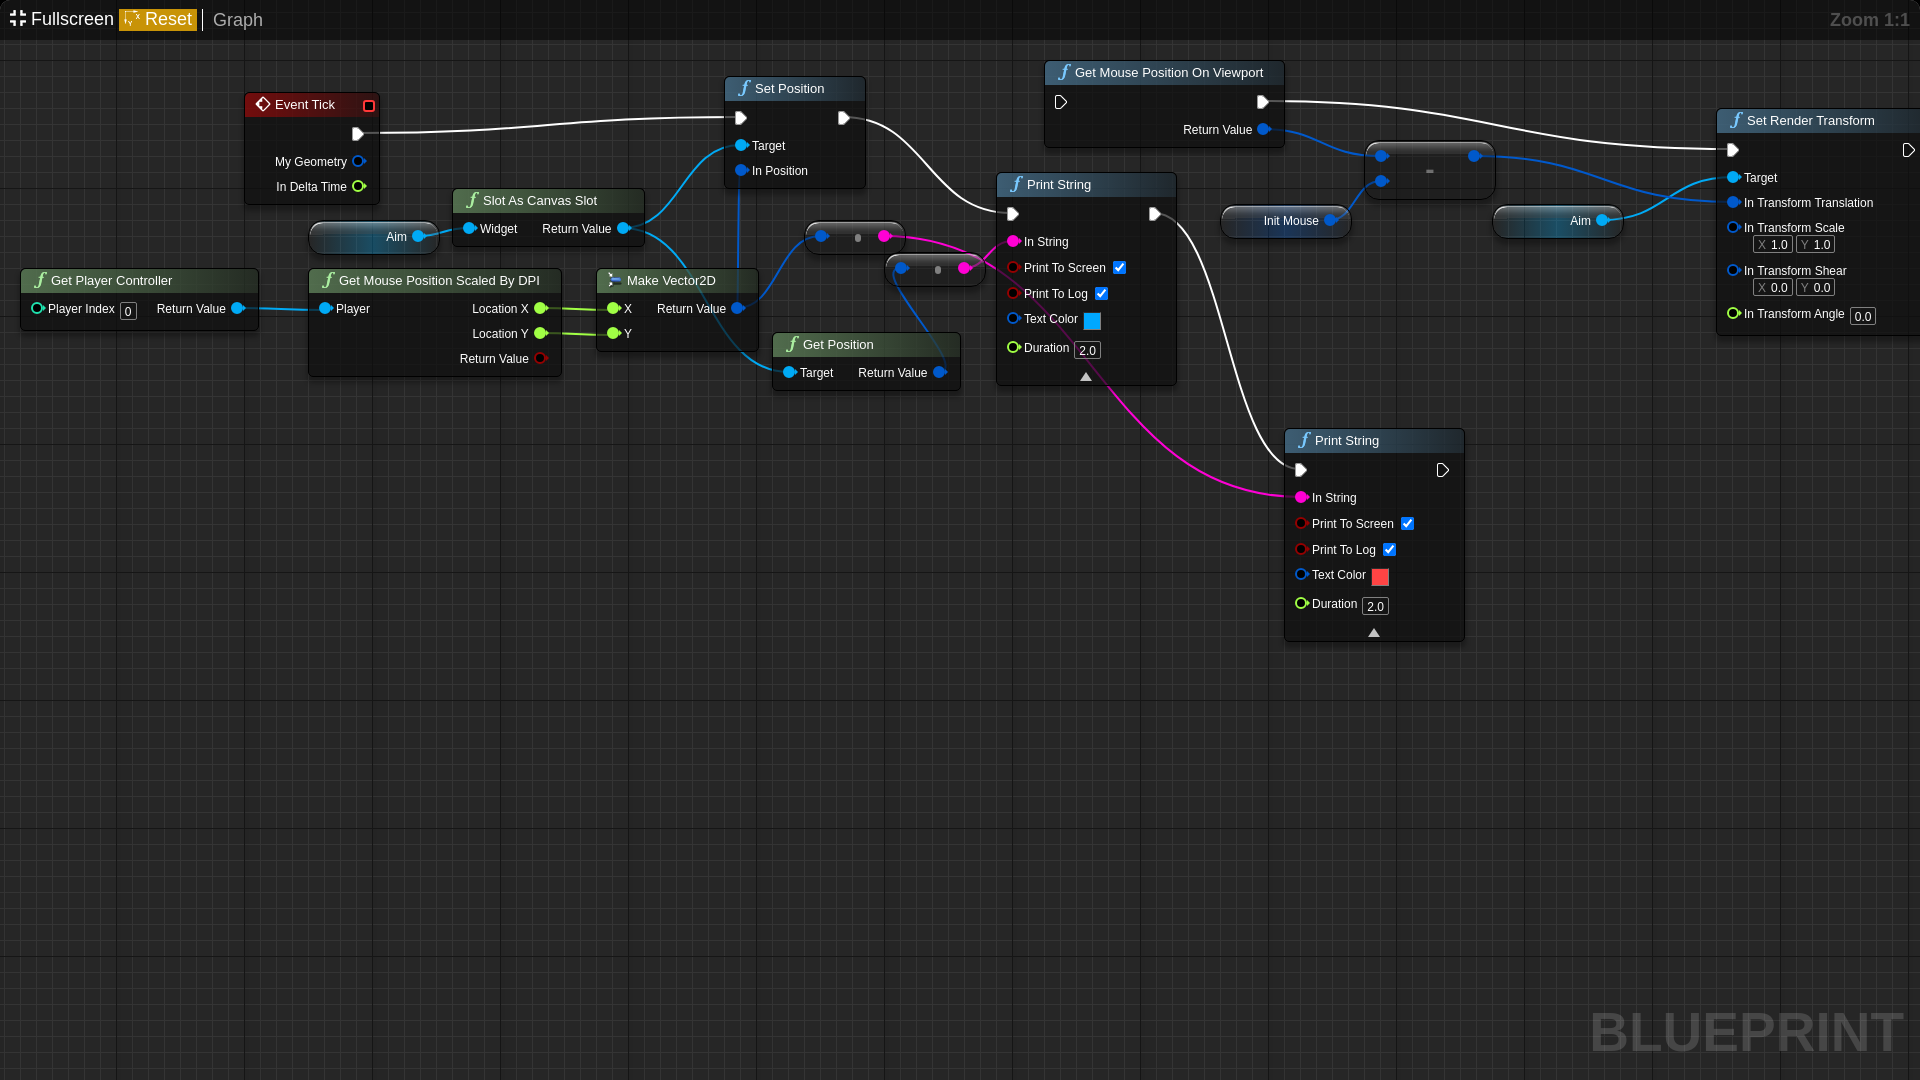 Fullscreen Reset Graph
Zoom 1:1
Event Tick
My Geometry
In Delta Time
Set Position
Target
In Position
Get Mouse Position On Viewport
Return Value
Set Render Transform
Target
In Transform Translation
In Transform Scale
X 1.0 Y 1.0
In Transform Shear
X 0.0 Y 0.0
In Transform Angle 0.0
Slot As Canvas Slot
Widget Return Value
Aim
Print String
In String
Print To Screen
Print To Log
Text Color
Duration 2.0
-
Init Mouse
Aim
Get Player Controller
Player Index 0 Return Value
Get Mouse Position Scaled By DPI
Player Location X
Location Y
Return Value
Make Vector2D
X Return Value
Y
Get Position
Target Return Value
Print String
In String
Print To Screen
Print To Log
Text Color
Duration 2.0
BLUEPRINT